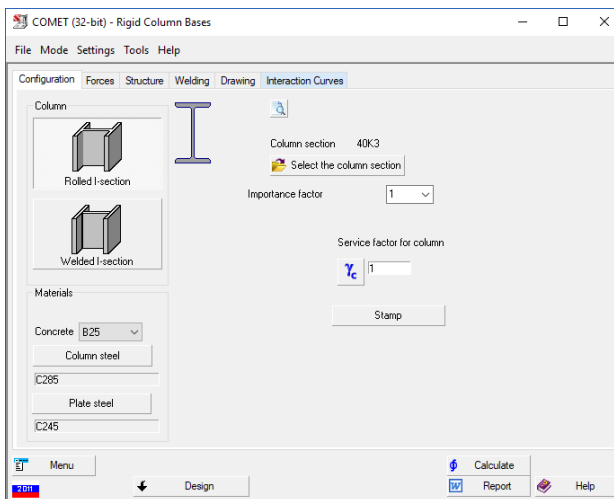 COMET (32-bit) - Rigid Column Bases
File Mode Settings Tools Help
Configuration Forces Structure Welding Drawing Interaction Curves
Column
Rolled I-section
Welded I-section
Column section 40K3
Select the column section
Importance factor 1
Service factor for column
γc 1
Stamp
Materials
Concrete B25
Column steel
C285
Plate steel
C245
Menu
Calculate
2011
Design
Report
Help